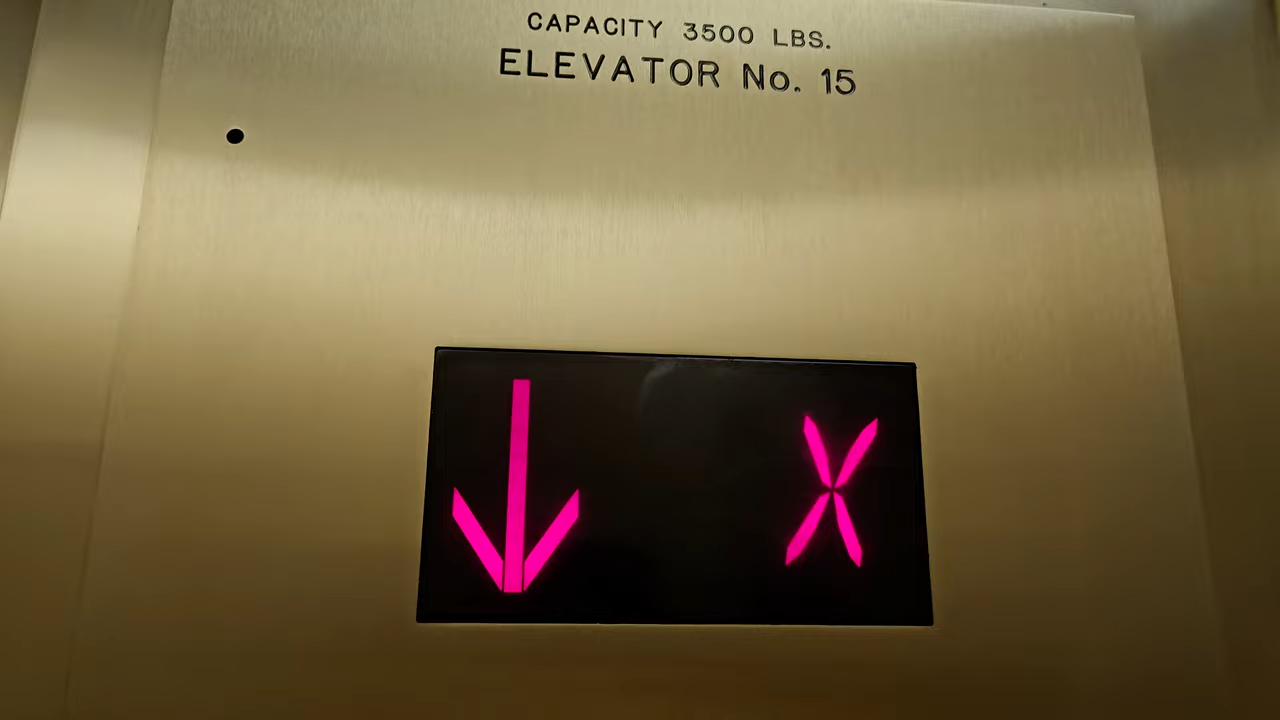 CAPACITY 3500 LBS.
ELEVATOR No. 15
↓ X